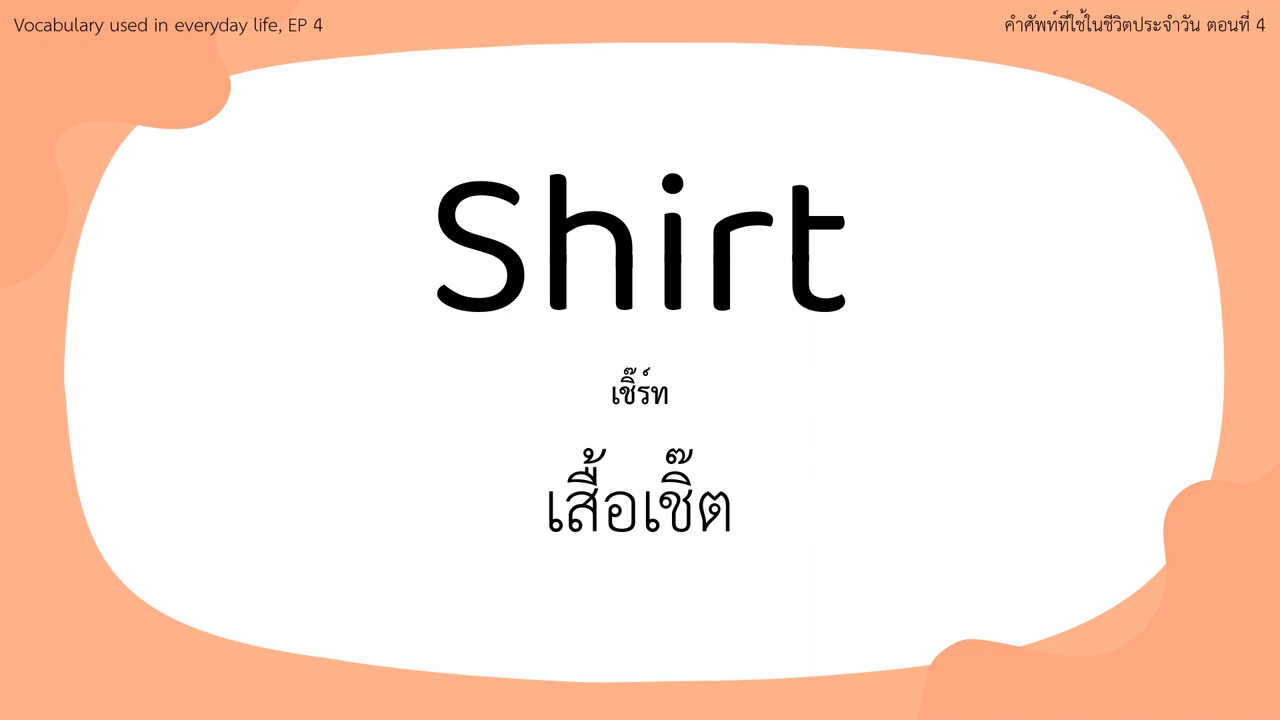 Vocabulary used in everyday life, EP 4
คำศัพท์ที่ใช้ในชีวิตประจำวัน ตอนที่ 4
Shirt
เชิ๊ร์ท
เสื้อเชิ๊ต